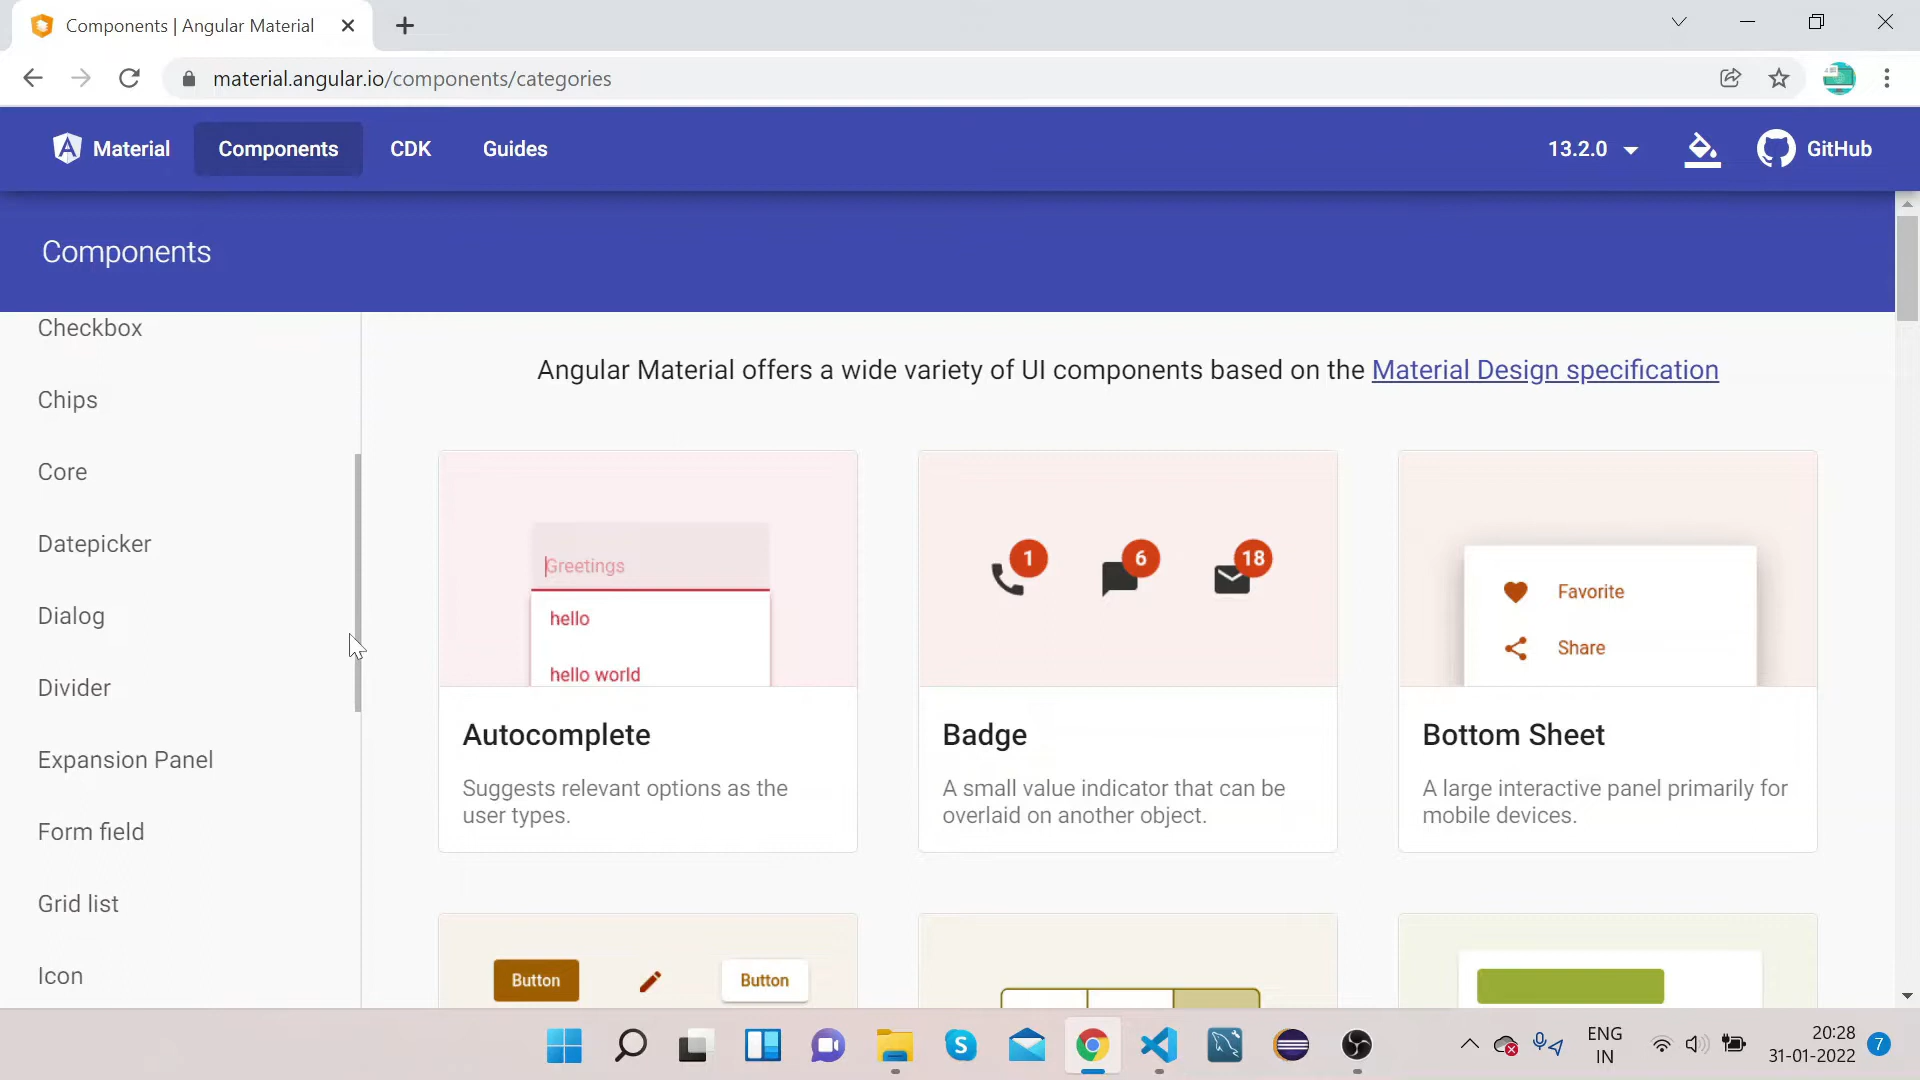 Components | Angular Material
material.angular.io/components/categories
Material
Components
CDK
Guides
13.2.0
GitHub
Components
Checkbox
Chips
Core
Datepicker
Dialog
Divider
Expansion Panel
Form field
Grid list
Icon
Angular Material offers a wide variety of UI components based on the Material Design specification
Greetings
hello
hello world
Autocomplete
Suggests relevant options as the
user types.
1
6
18
Badge
A small value indicator that can be
overlaid on another object.
Favorite
Share
Bottom Sheet
A large interactive panel primarily for
mobile devices.
Button
Button
S
ENG
IN
20:28
31-01-2022
7